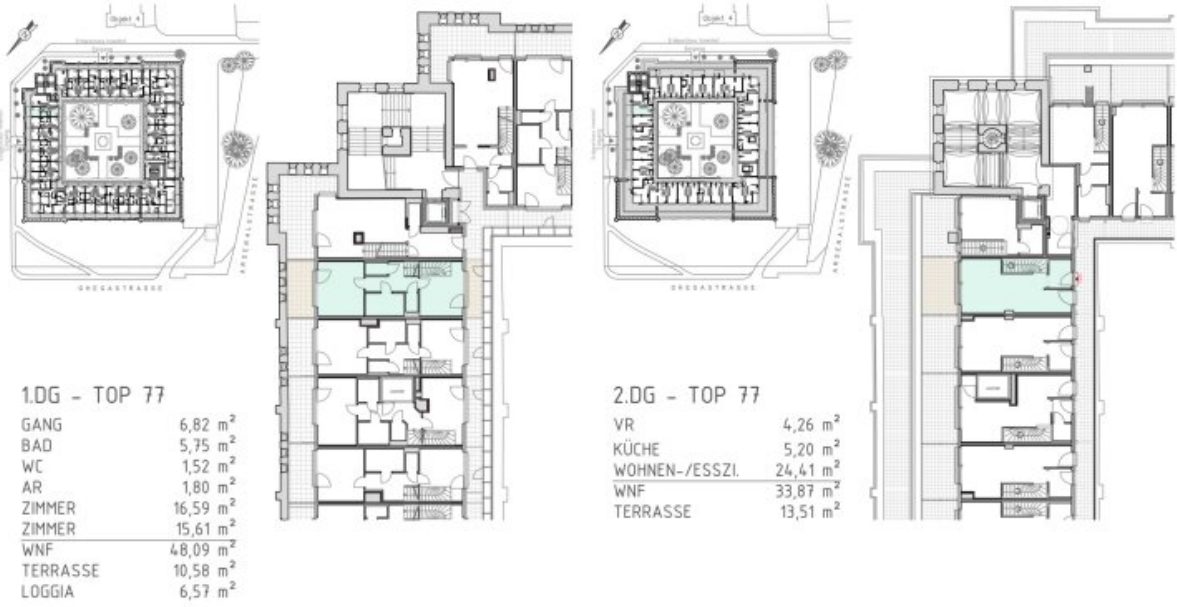 Objekt 4
Eingang
ARSENALSTRASSE
GHEGASTRASSE
1.DG - TOP 77
GANG 6,82 m²
BAD 5,75 m²
WC 1,52 m²
AR 1,80 m²
ZIMMER 16,59 m²
ZIMMER 15,61 m²
WNF 48,09 m²
TERRASSE 10,58 m²
LOGGIA 6,57 m²
Objekt 4
Eingang
ARSENALSTRASSE
GHEGASTRASSE
2.DG - TOP 77
VR 4,26 m²
KÜCHE 5,20 m²
WOHNEN-/ESSZI. 24,41 m²
WNF 33,87 m²
TERRASSE 13,51 m²